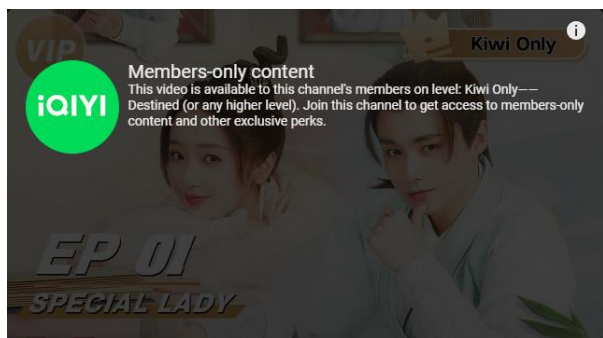 VIP
Kiwi Only
iQIYI
Members-only content
This video is available to this channel's members on level: Kiwi Only——
Destined (or any higher level). Join this channel to get access to members-only
content and other exclusive perks.
EP 01
SPECIAL LADY